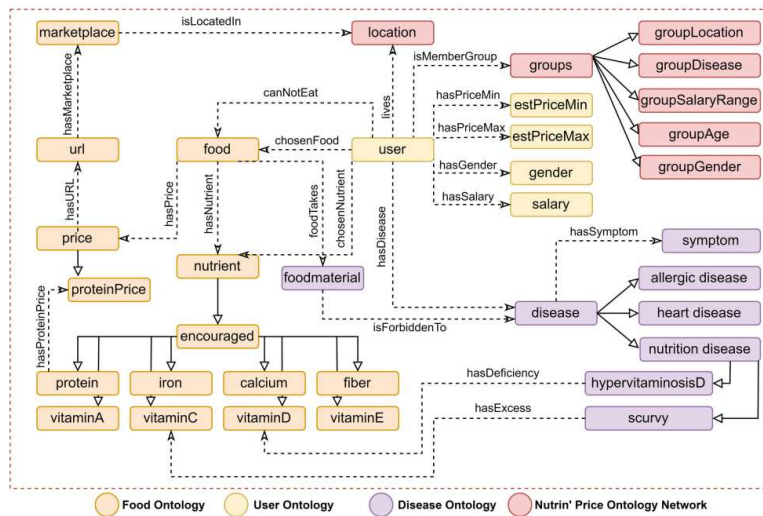 marketplace
isLocatedIn
location
groupLocation
isMemberGroup
groups
groupDisease
hasMarketplace
lives
canNotEat
hasPriceMin
estPriceMin
groupSalaryRange
hasPriceMax
estPriceMax
groupAge
url
food
chosenFood
user
hasGender
gender
groupGender
hasURL
hasPrice
hasNutrient
foodTakes
chosenNutrient
hasDisease
hasSalary
salary
price
hasSymptom
symptom
nutrient
foodmaterial
allergic disease
proteinPrice
disease
heart disease
isForbiddenTo
encouraged
nutrition disease
hasProteinPrice
protein
iron
calcium
fiber
hasDeficiency
hypervitaminosisD
vitaminA
vitaminC
vitaminD
vitaminE
hasExcess
scurvy
Food Ontology
User Ontology
Disease Ontology
Nutrin' Price Ontology Network